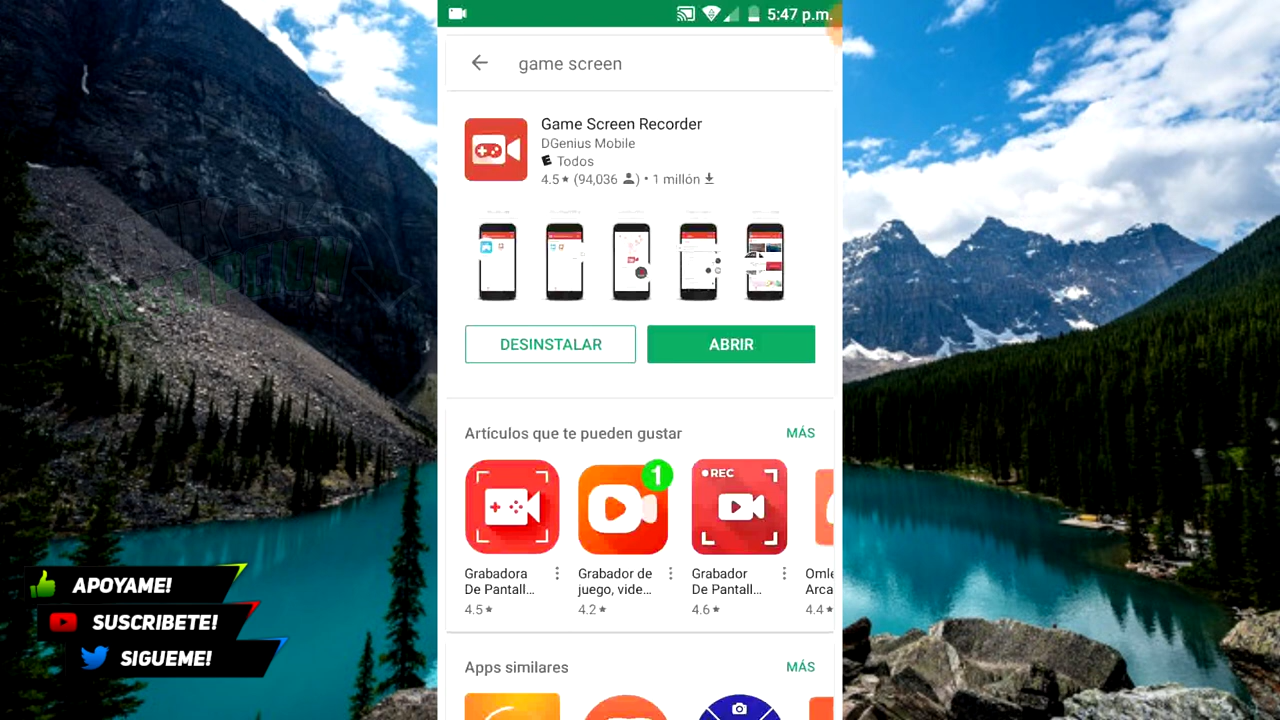 5:47 p.m.
game screen
Game Screen Recorder
DGenius Mobile
E Todos
4.5★ (94,036) • 1 millón
DESINSTALAR
ABRIR
Artículos que te pueden gustar
MÁS
1
REC
Grabadora
De Pantall...
4.5★
Grabador de
juego, vide...
4.2★
Grabador
De Pantall...
4.6★
Omle
Arca
4.4★
Apps similares
MÁS
APOYAME!
SUSCRIBETE!
SIGUEME!